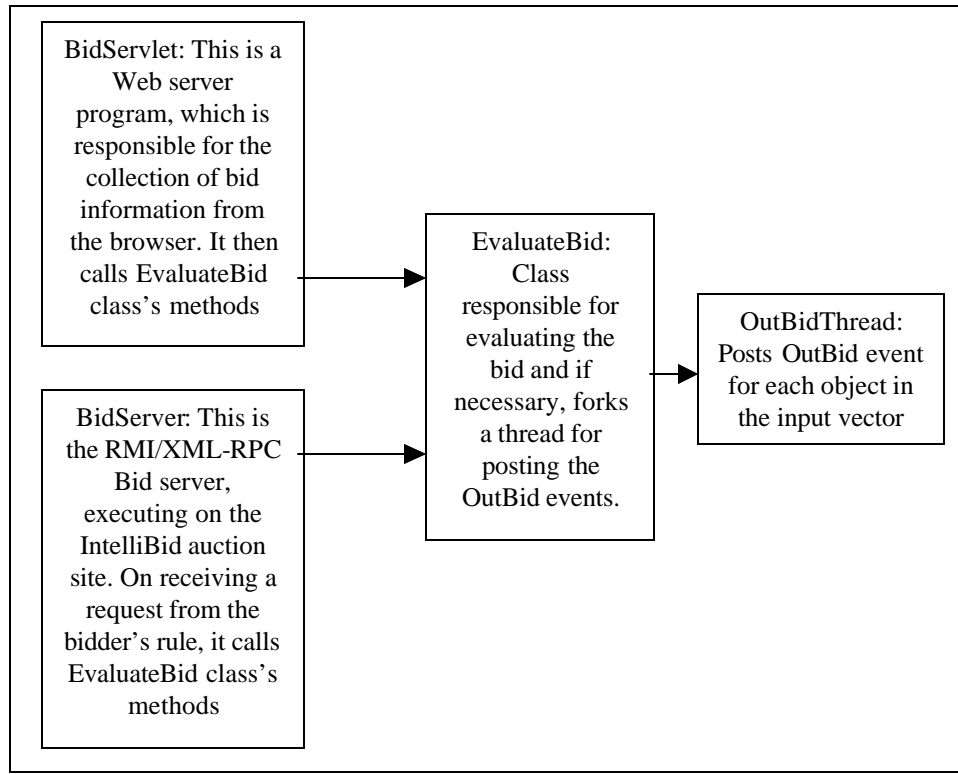 BidServlet: This is a
Web server
program, which is
responsible for the
collection of bid
information from
the browser. It then
calls EvaluateBid
class's methods
BidServer: This is
the RMI/XML-RPC
Bid server,
executing on the
IntelliBid auction
site. On receiving a
request from the
bidder's rule, it calls
EvaluateBid class's
methods
EvaluateBid:
Class
responsible for
evaluating the
bid and if
necessary, forks
a thread for
posting the
OutBid events.
OutBidThread:
Posts OutBid event
for each object in
the input vector